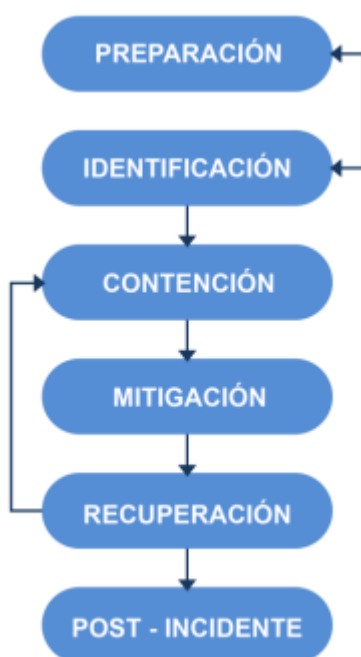 PREPARACIÓN
IDENTIFICACIÓN
CONTENCIÓN
MITIGACIÓN
RECUPERACIÓN
POST - INCIDENTE